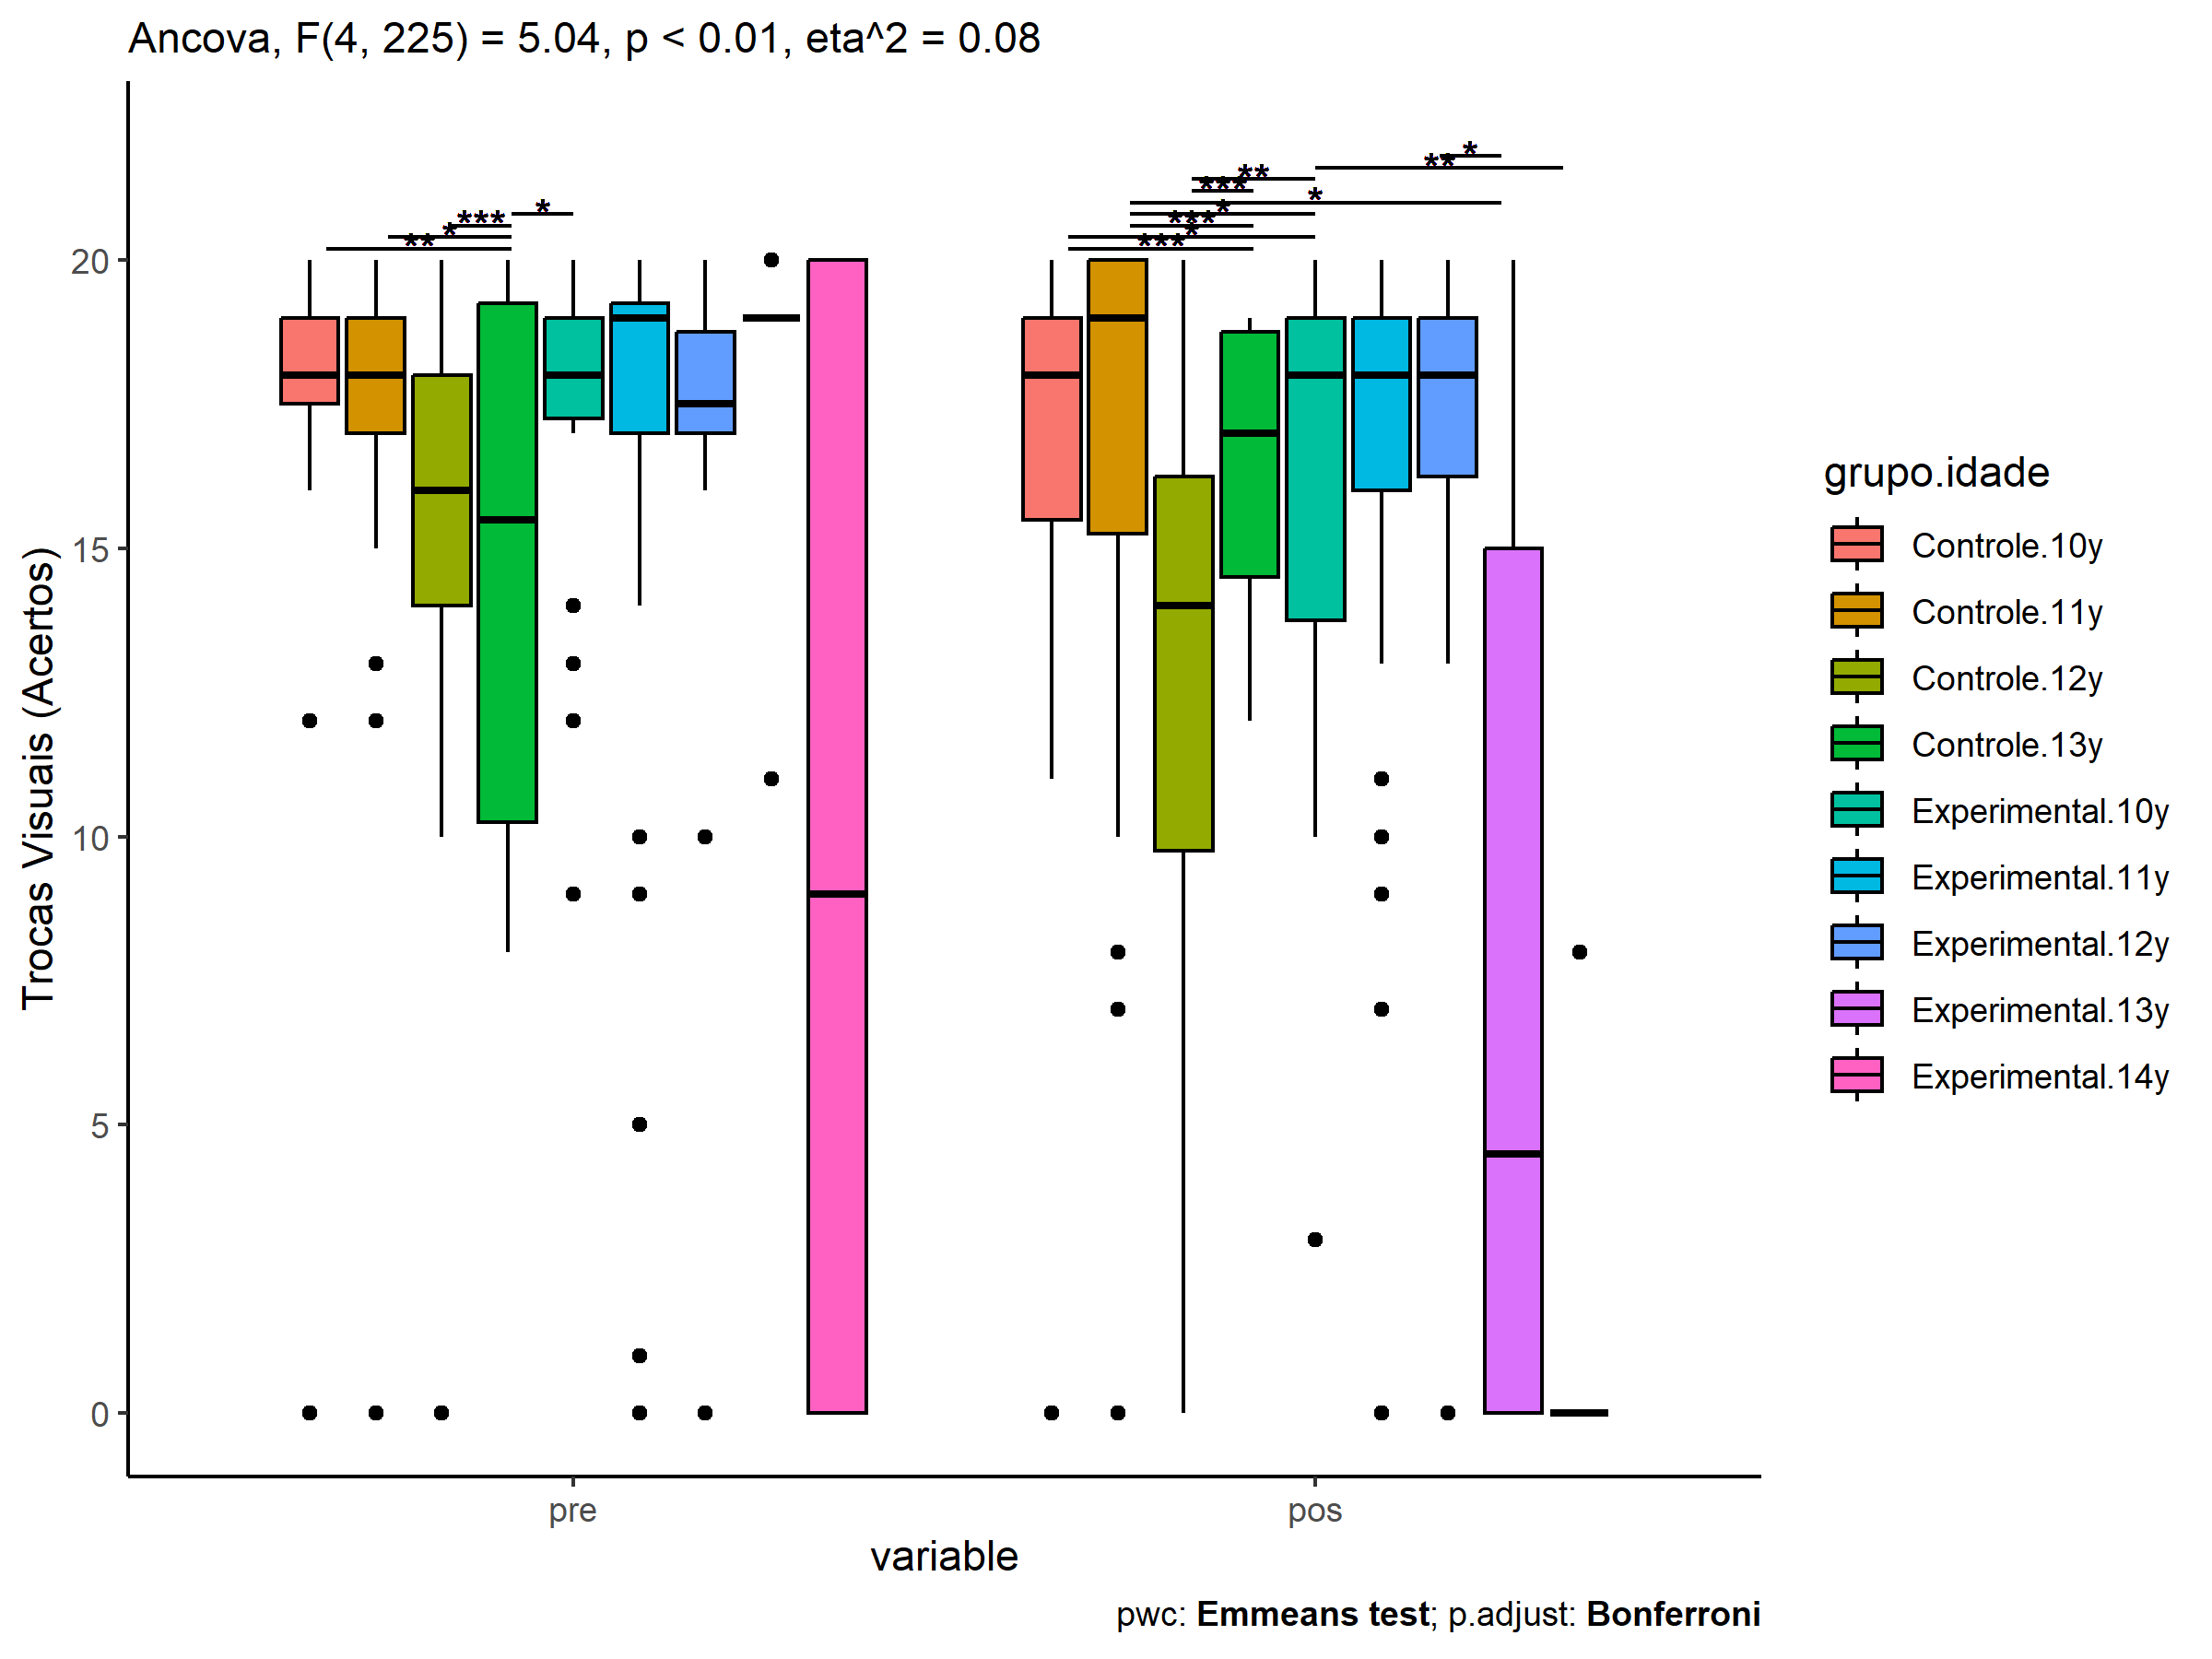 Ancova, F(4, 225) = 5.04, p < 0.01, eta^2 = 0.08
Trocas Visuais (Acertos)
20
15
10
5
0
** * *** *
*** * *** * * *** ** ** *
pre
pos
variable
grupo.idade
Controle.10y
Controle.11y
Controle.12y
Controle.13y
Experimental.10y
Experimental.11y
Experimental.12y
Experimental.13y
Experimental.14y
pwc: Emmeans test; p.adjust: Bonferroni